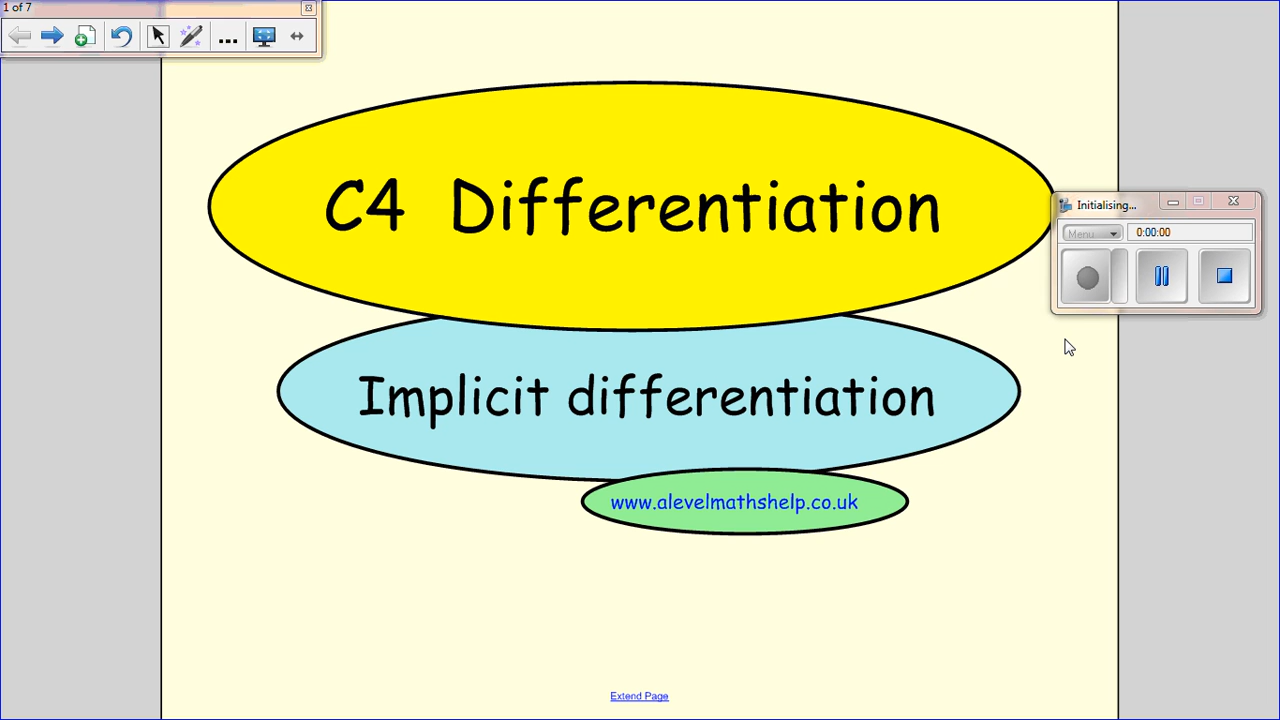 1 of 7
C4 Differentiation
Initialising...
Menu
0:00:00
Implicit differentiation
www.alevelmathshelp.co.uk
Extend Page